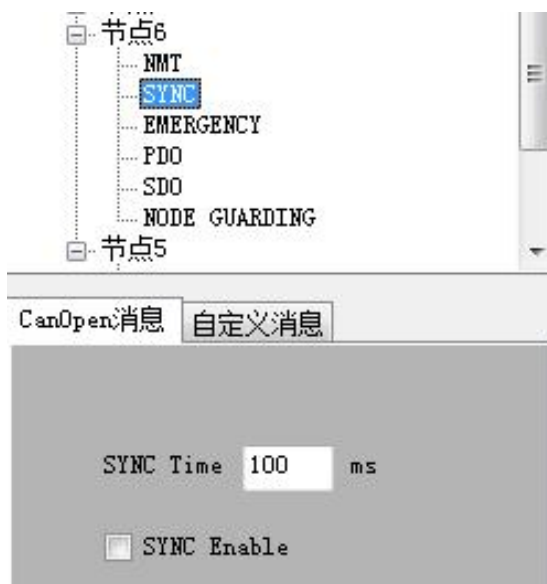 节点6
NMT
SYNC
EMERGENCY
PDO
SDO
NODE GUARDING
节点5
CanOpen消息 自定义消息
SYNC Time 100 ms
SYNC Enable